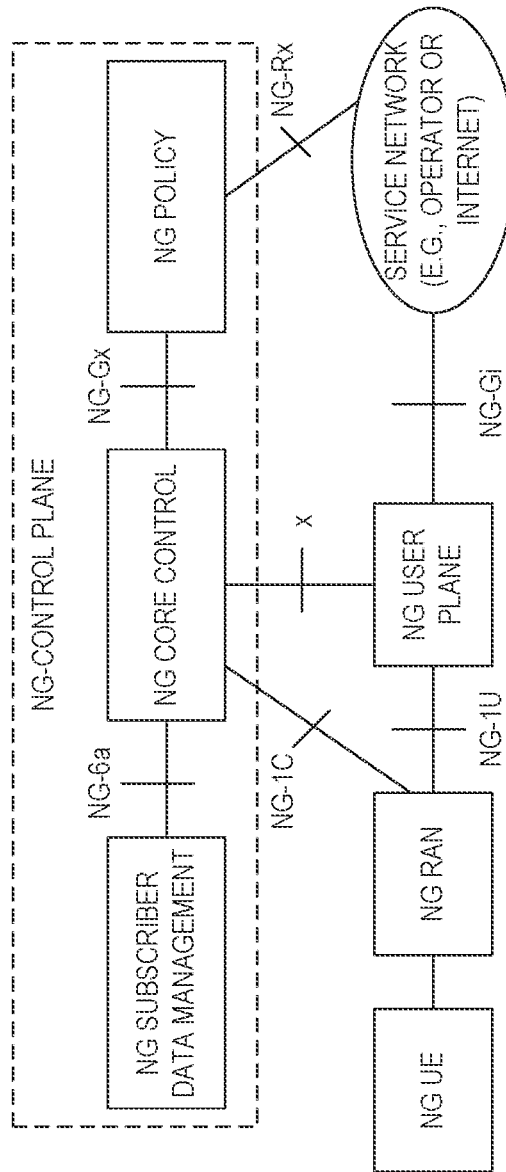 NG-CONTROL PLANE
NG SUBSCRIBER
DATA MANAGEMENT
NG-6a
NG CORE CONTROL
NG-Gx
NG POLICY
NG-1C
x
NG-Rx
NG UE
NG RAN
NG-1U
NG USER
PLANE
NG-Gi
SERVICE NETWORK
(E.G., OPERATOR OR
INTERNET)